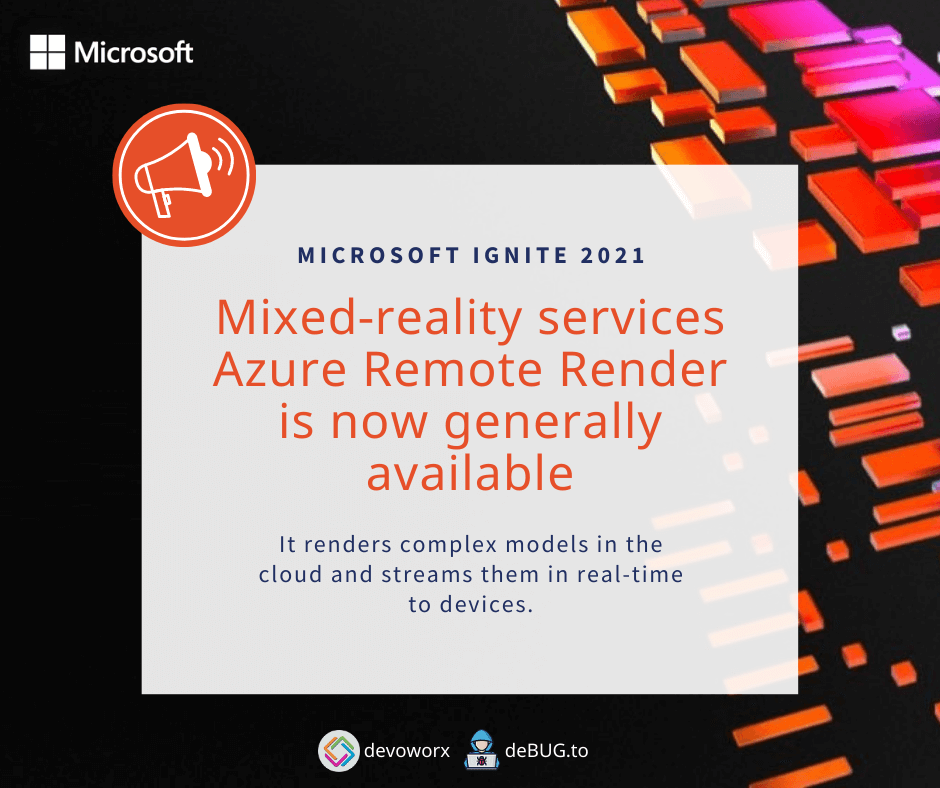 Microsoft
MICROSOFT IGNITE 2021
Mixed-reality services
Azure Remote Render
is now generally
available
It renders complex models in the
cloud and streams them in real-time
to devices.
devoworx deBUG.to